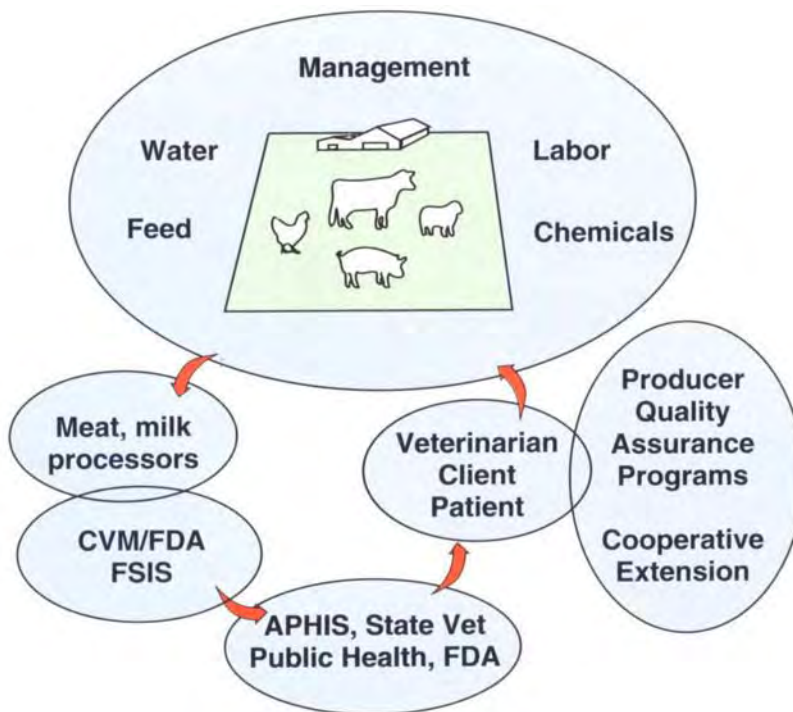 Management
Water
Labor
Feed
Chemicals
Meat, milk
processors
CVM/FDA
FSIS
APHIS, State Vet
Public Health, FDA
Veterinarian
Client
Patient
Producer
Quality
Assurance
Programs
Cooperative
Extension